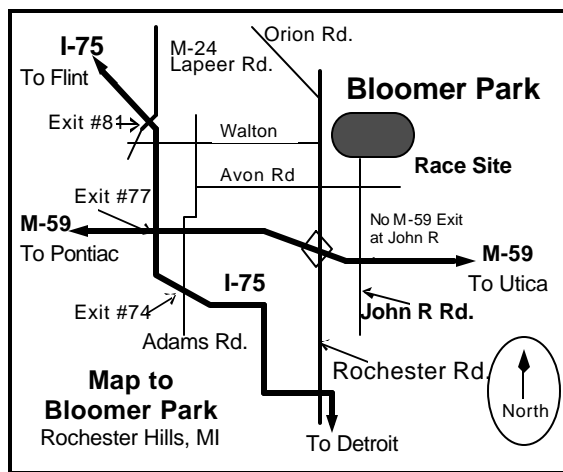 I-75
To Flint
M-24
Lapeer Rd.
Orion Rd.
Bloomer Park
Exit #81
Walton
Race Site
Avon Rd
Exit #77
M-59
To Pontiac
No M-59 Exit
at John R
M-59
To Utica
I-75
Exit #74
John R Rd.
Adams Rd.
Rochester Rd.
Map to
Bloomer Park
Rochester Hills, MI
To Detroit
North